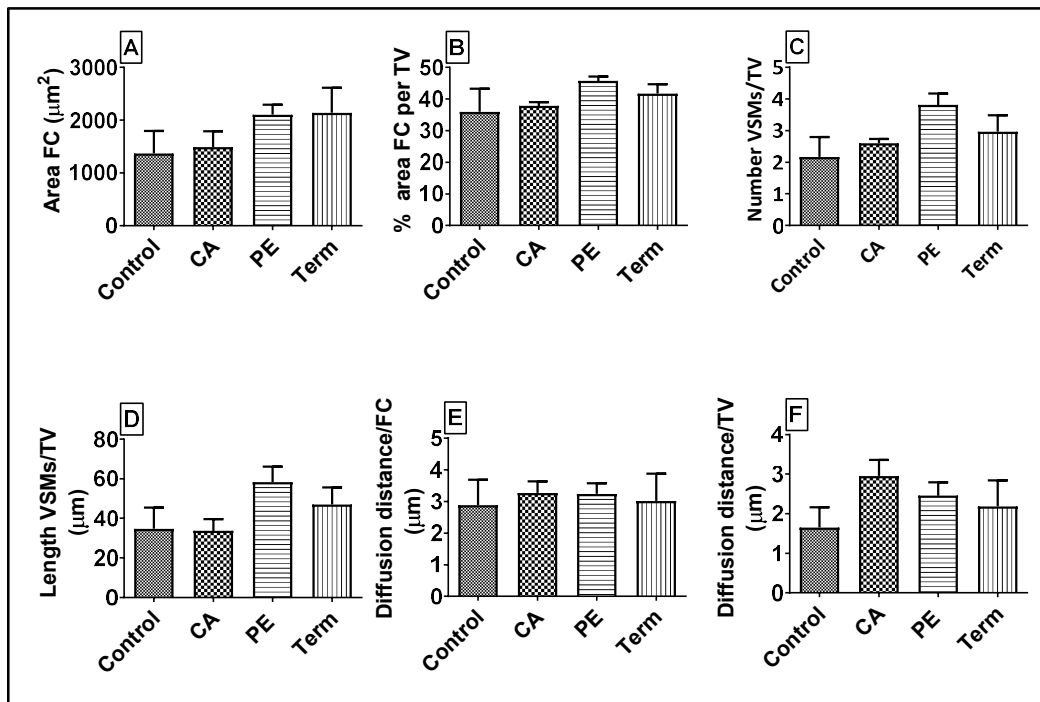 A
Area FC (μm²)
3000
2000
1000
0
Control
CA
PE
Term
B
% area FC per TV
50
40
30
20
10
0
Control
CA
PE
Term
C
Number VSMs/TV
5
4
3
2
1
0
Control
CA
PE
Term
D
Length VSMs/TV
(μm)
80
60
40
20
0
Control
CA
PE
Term
E
Diffusion distance/FC
(μm)
5
4
3
2
1
0
Control
CA
PE
Term
F
Diffusion distance/TV
(μm)
4
3
2
1
0
Control
CA
PE
Term